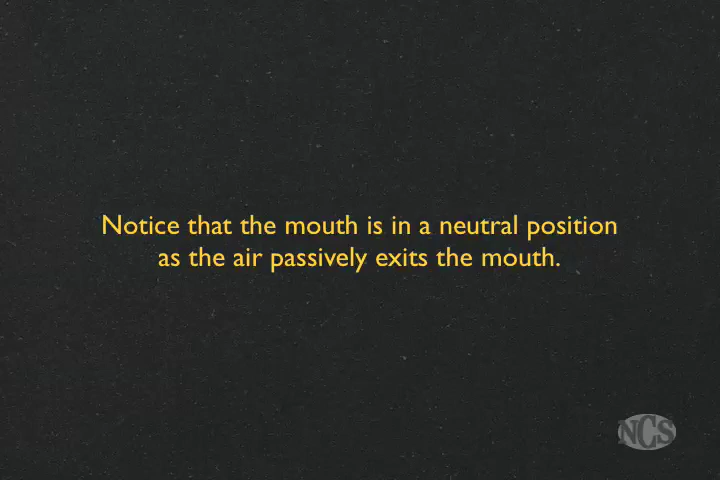 Notice that the mouth is in a neutral position
as the air passively exits the mouth.
NCS